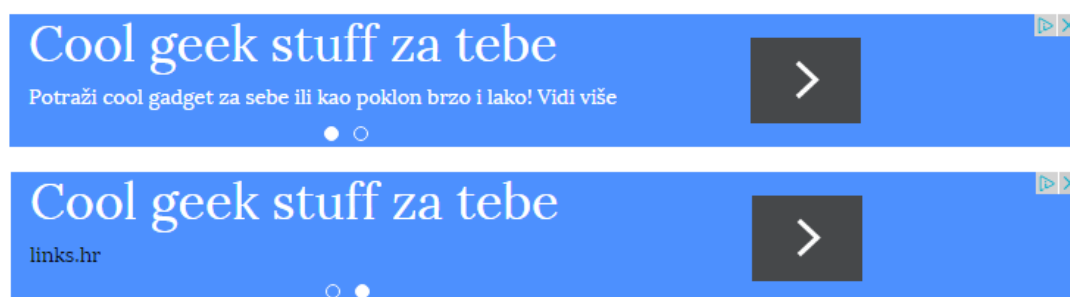 Cool geek stuff za tebe
Potraži cool gadget za sebe ili kao poklon brzo i lako! Vidi više
Cool geek stuff za tebe
links.hr